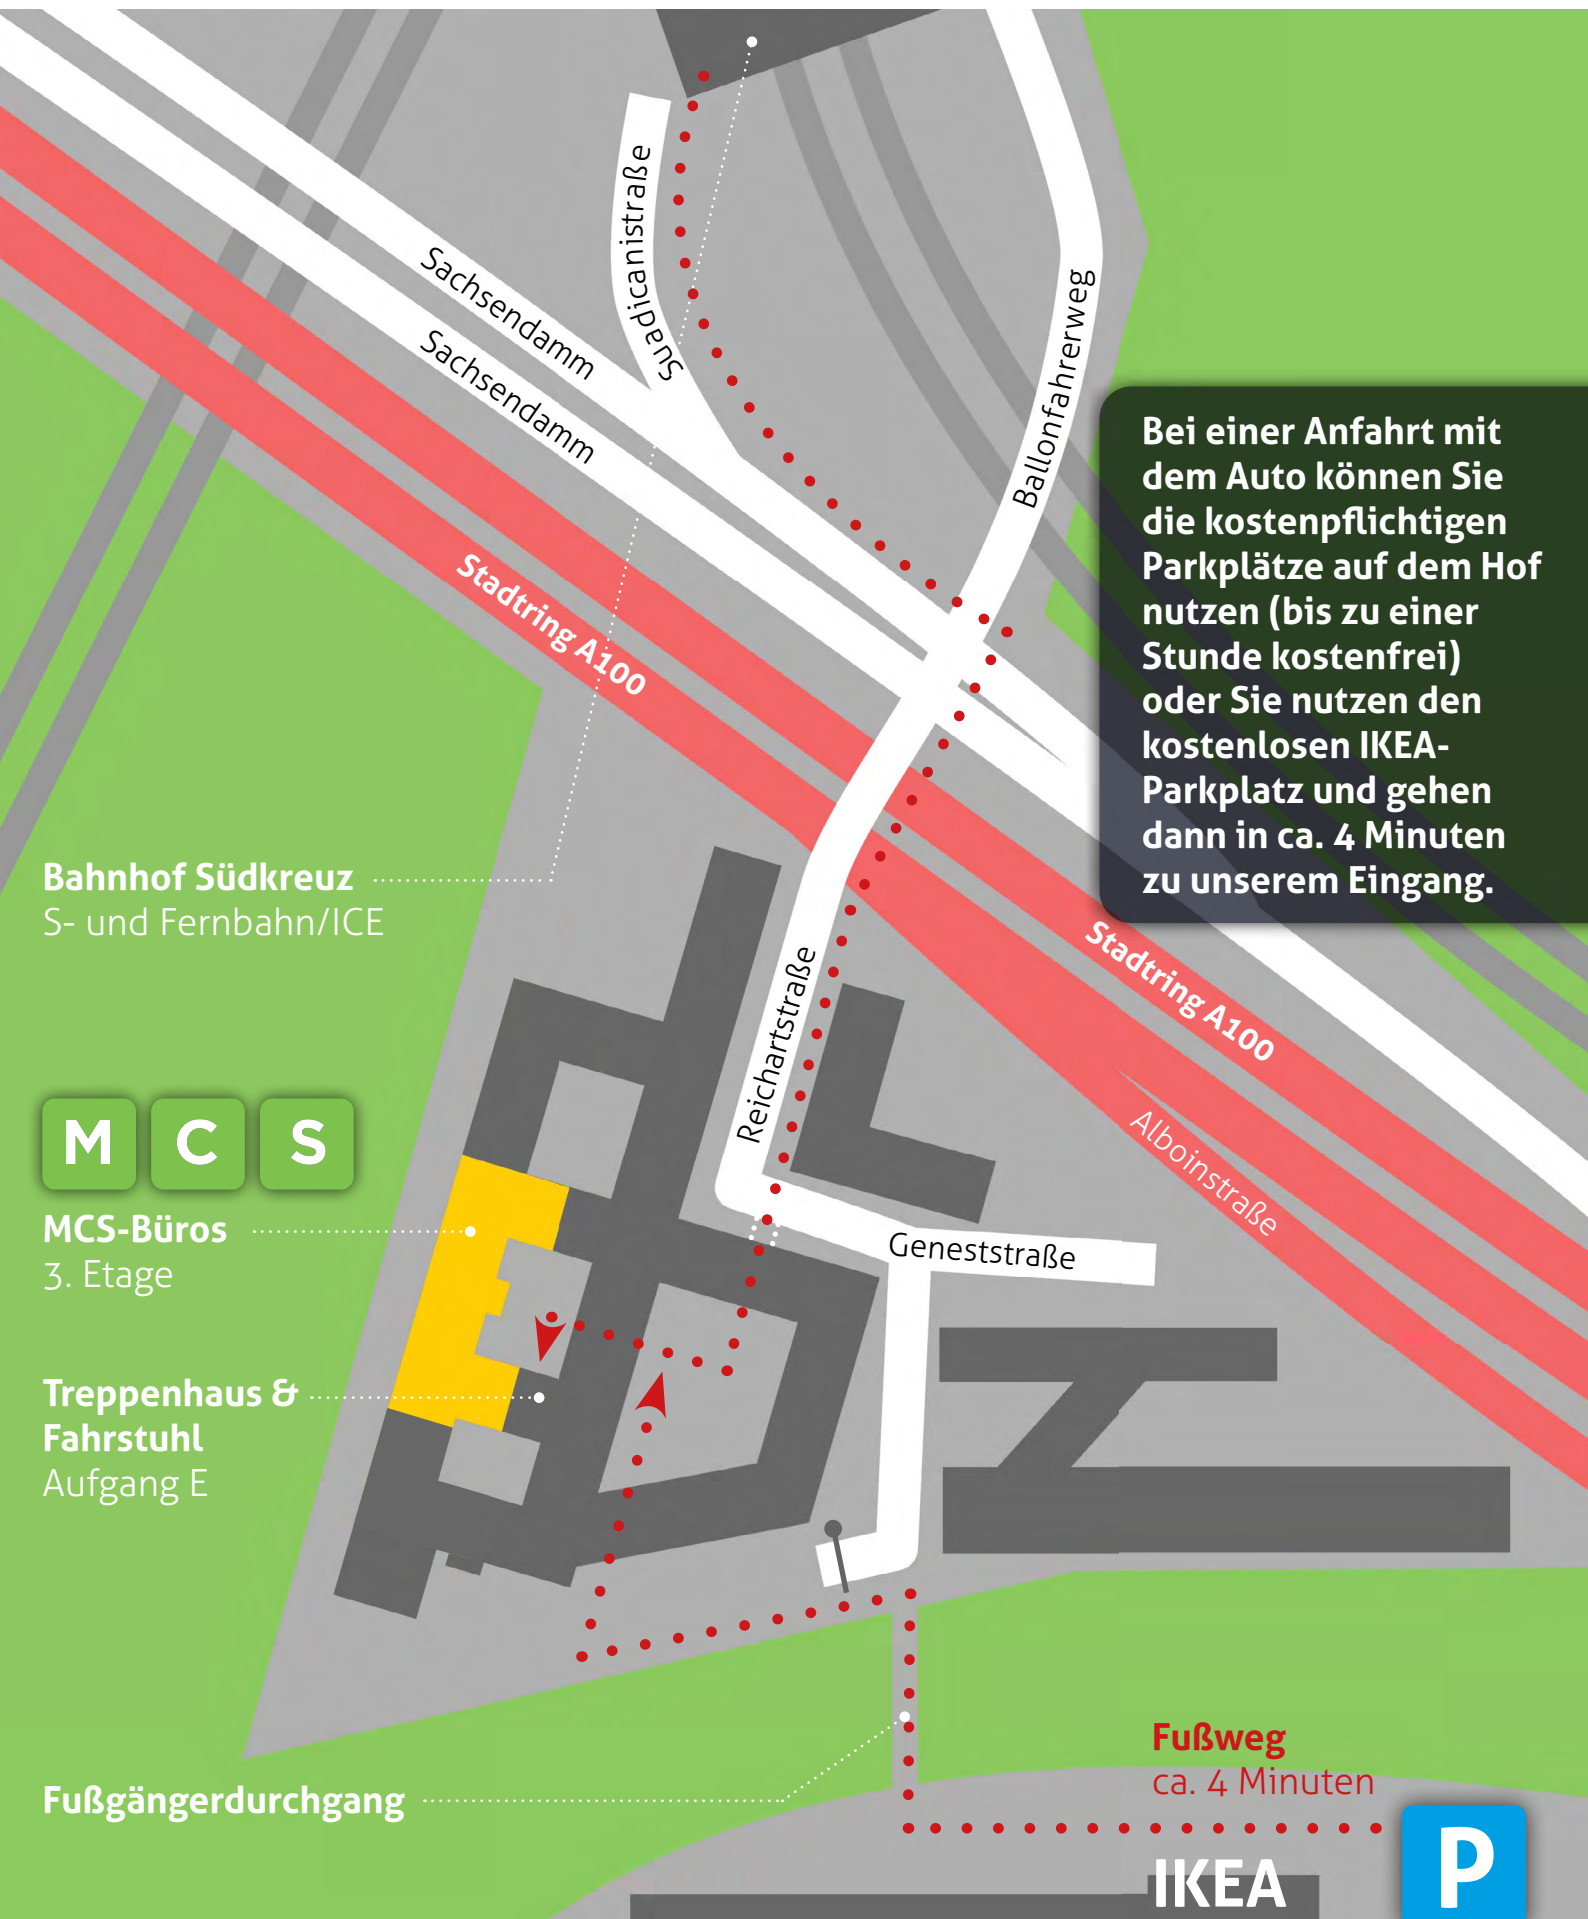 Sachsendamm
Sachsendamm
Suadicanistraße
Ballonfahrerweg
Stadtring A100
Bei einer Anfahrt mit
dem Auto können Sie
die kostenpflichtigen
Parkplätze auf dem Hof
nutzen (bis zu einer
Stunde kostenfrei)
oder Sie nutzen den
kostenlosen IKEA-
Parkplatz und gehen
dann in ca. 4 Minuten
zu unserem Eingang.
Bahnhof Südkreuz
S- und Fernbahn/ICE
Reichartstraße
Stadtring A100
Alboinstraße
M C S
MCS-Büros
3. Etage
Geneststraße
Treppenhaus &
Fahrstuhl
Aufgang E
Fußgängerdurchgang
Fußweg
ca. 4 Minuten
IKEA
P